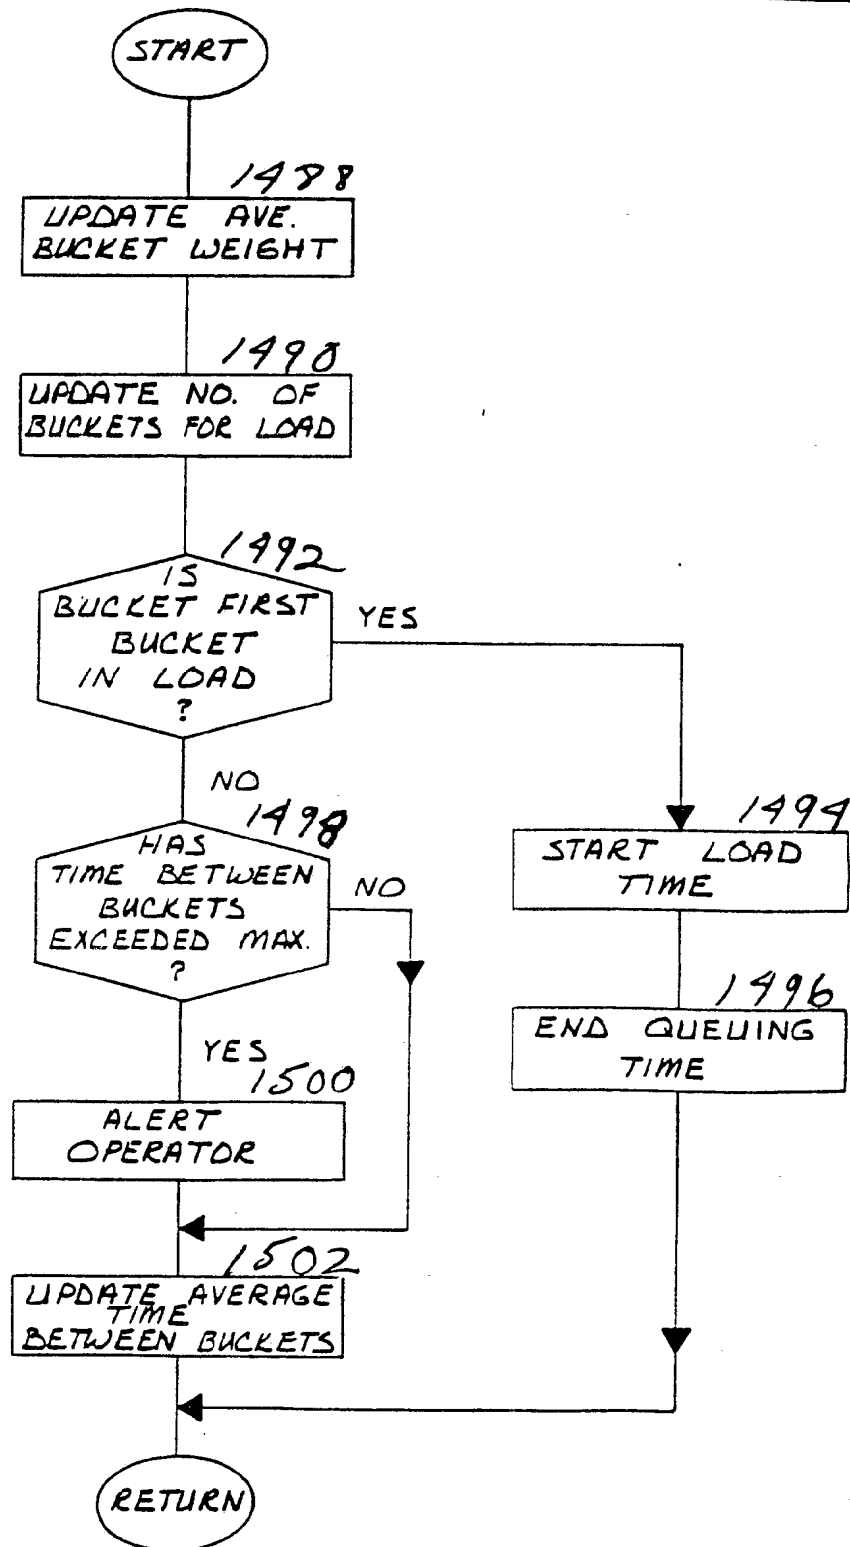 START
1488
UPDATE AVE.
BUCKET WEIGHT
1490
UPDATE NO. OF
BUCKETS FOR LOAD
1492
IS
BUCKET FIRST
BUCKET
IN LOAD
?
YES
NO
1498
HAS
TIME BETWEEN
BUCKETS
EXCEEDED MAX.
?
NO
YES
1494
START LOAD
TIME
1496
END QUEUING
TIME
1500
ALERT
OPERATOR
1502
UPDATE AVERAGE
TIME
BETWEEN BUCKETS
RETURN